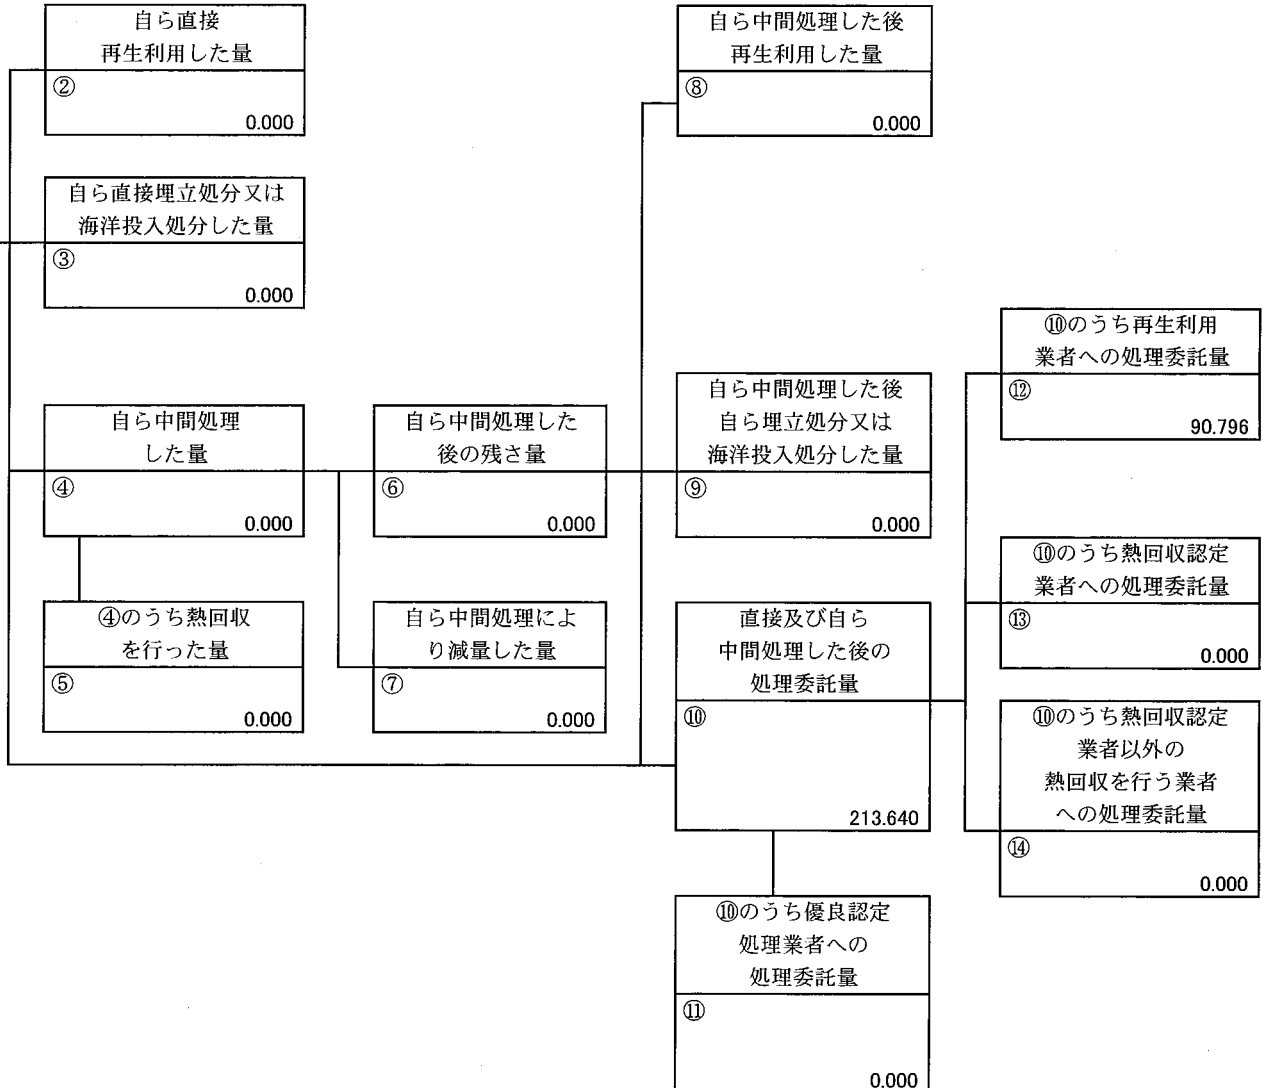 自ら直接
再生利用した量
②
0.000
自ら中間処理した後
再生利用した量
⑧
0.000
自ら直接埋立処分又は
海洋投入処分した量
③
0.000
⑩のうち再生利用
業者への処理委託量
⑫
90.796
自ら中間処理
した量
④
0.000
自ら中間処理した
後の残さ量
⑥
0.000
自ら中間処理した後
自ら埋立処分又は
海洋投入処分した量
⑨
0.000
⑩のうち熱回収認定
業者への処理委託量
⑬
0.000
④のうち熱回収
を行った量
⑤
0.000
自ら中間処理によ
り減量した量
⑦
0.000
直接及び自ら
中間処理した後の
処理委託量
⑩
213.640
⑩のうち熱回収認定
業者以外の
熱回収を行う業者
への処理委託量
⑭
0.000
⑩のうち優良認定
処理業者への
処理委託量
⑪
0.000